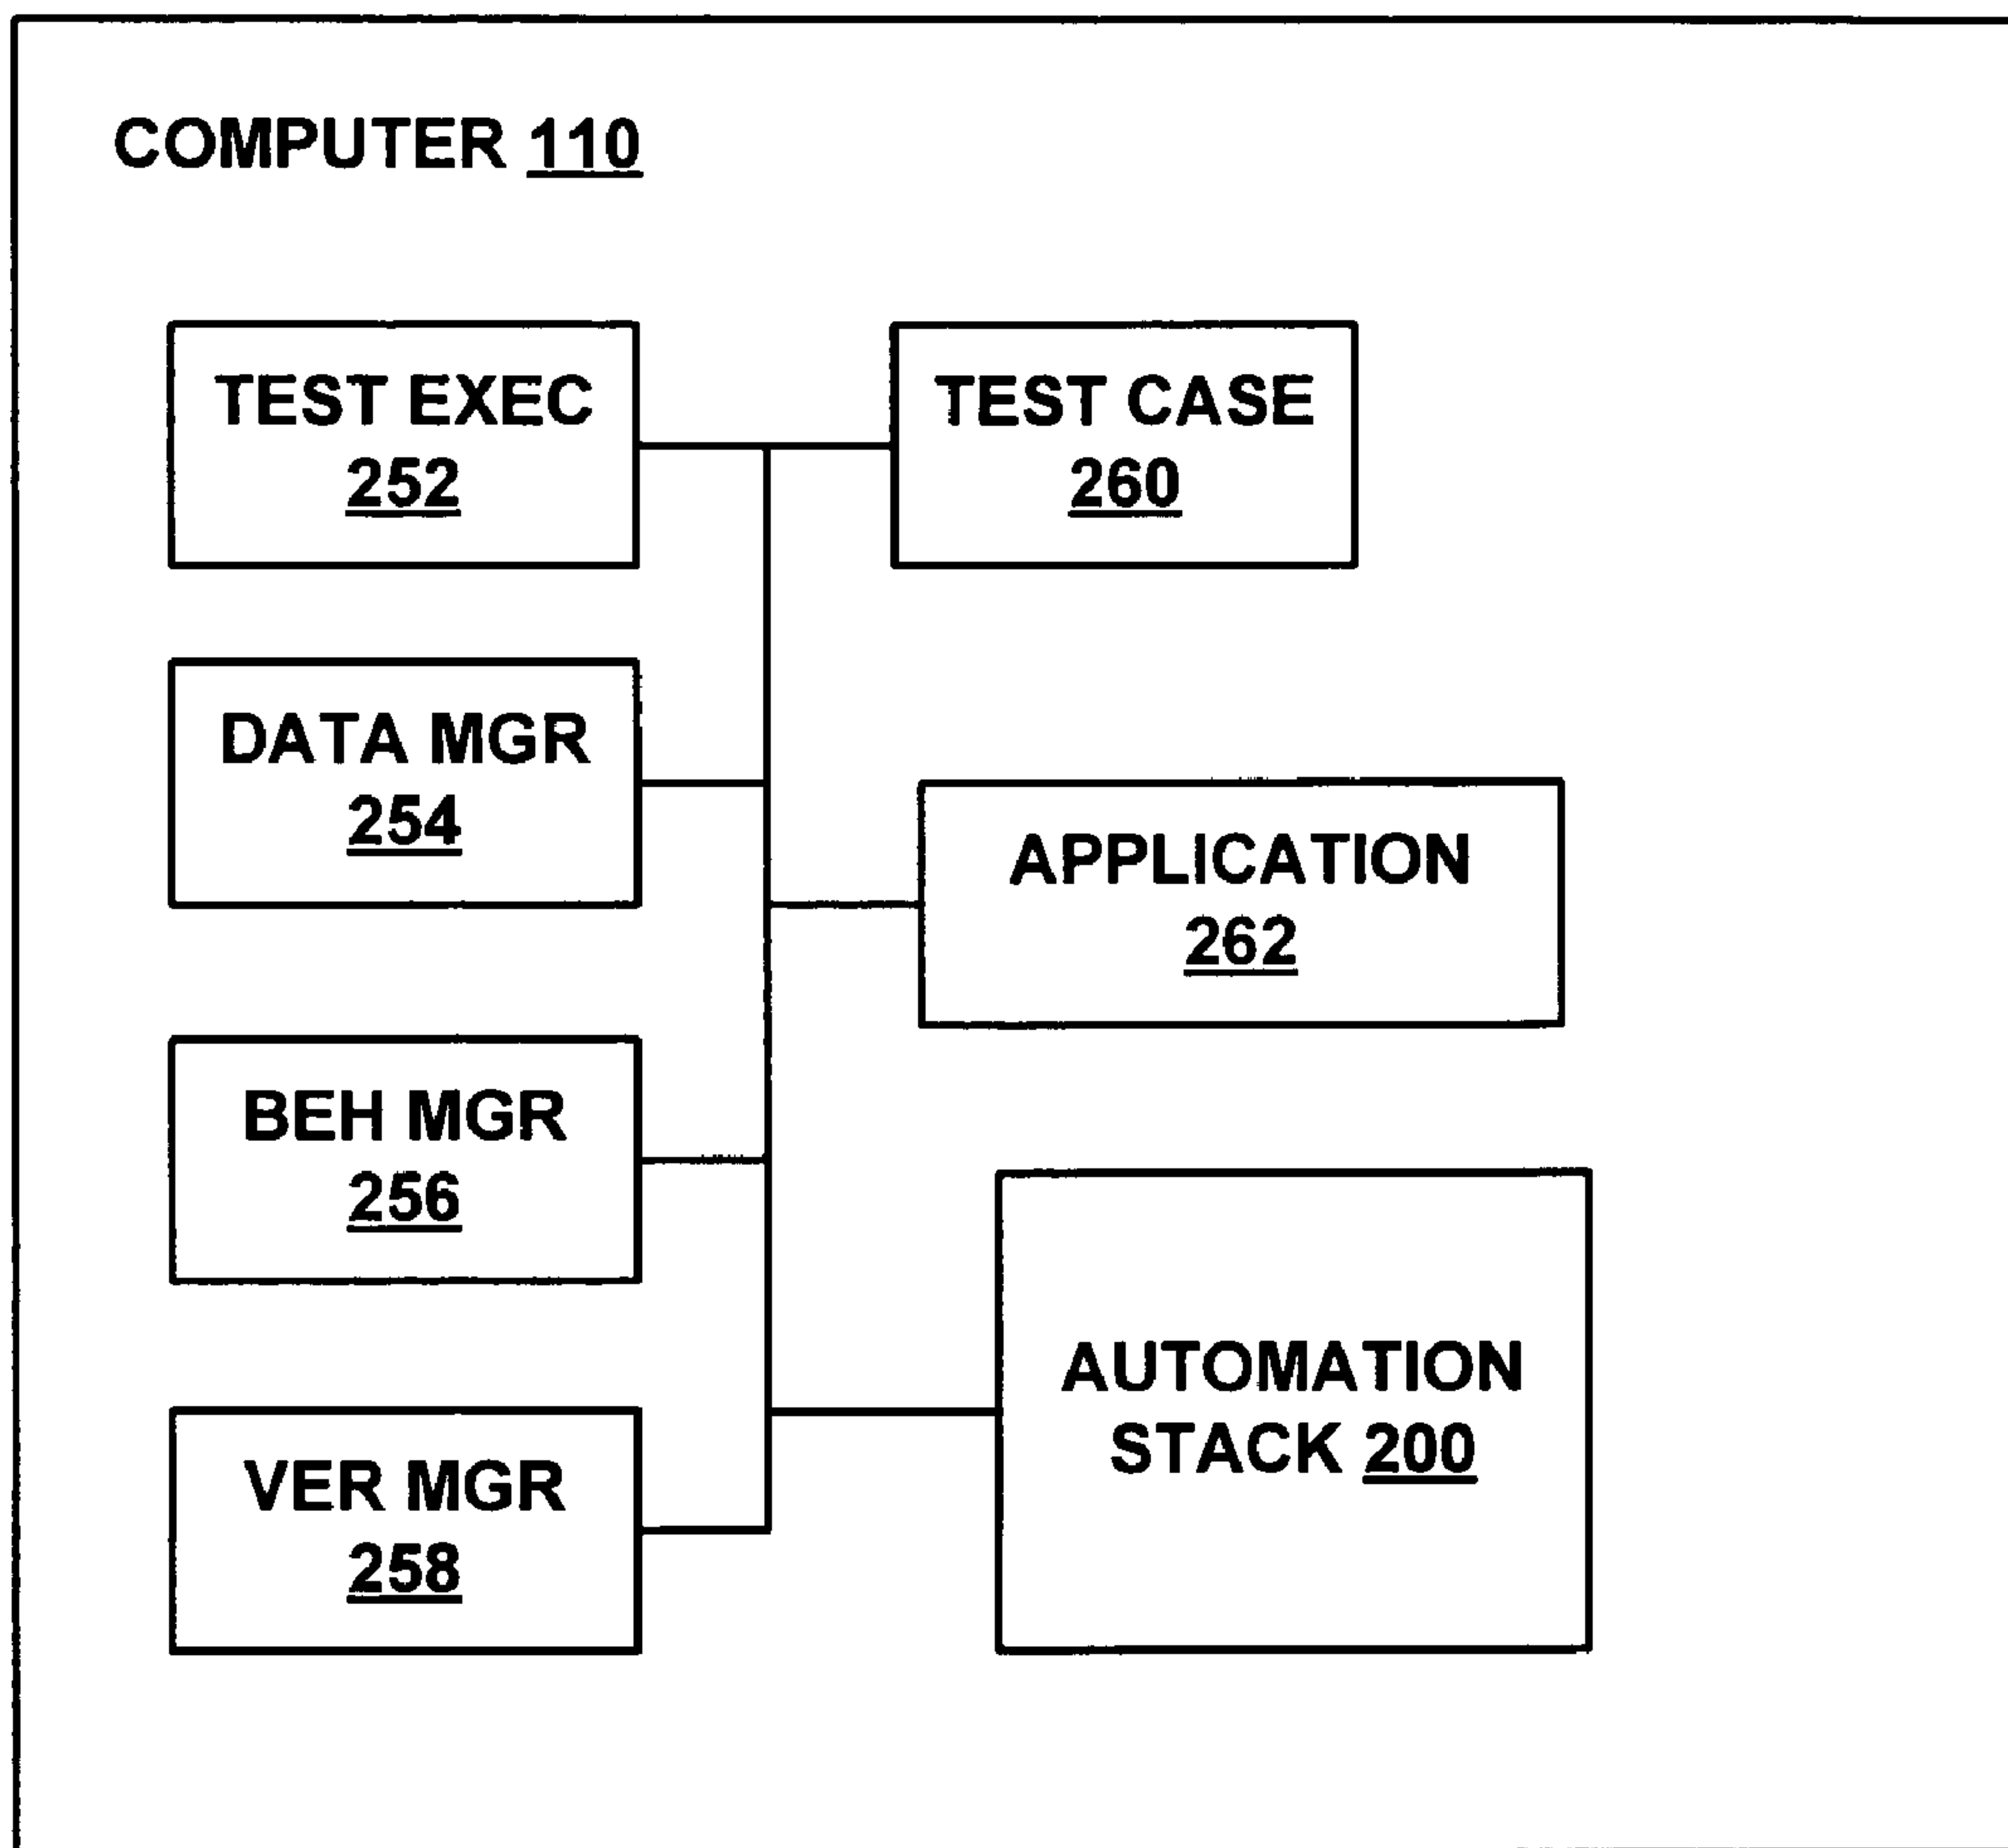 COMPUTER 110
TEST EXEC
252
TEST CASE
260
DATA MGR
254
APPLICATION
262
BEH MGR
256
AUTOMATION
STACK 200
VER MGR
258